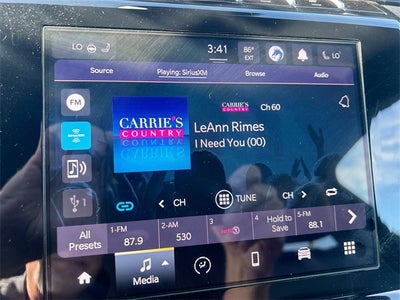 LO
3:41
86°
EXT
LO
Source
Playing: SiriusXM
Browse
Audio
FM
CARRIE'S
COUNTRY
CARRIE'S
COUNTRY
Ch 60
LeAnn Rimes
I Need You (00)
1
CH
TUNE
CH
All
Presets
1-FM
87.9
2-AM
530
3
4
Hold to
Save
5-FM
88.1
Media